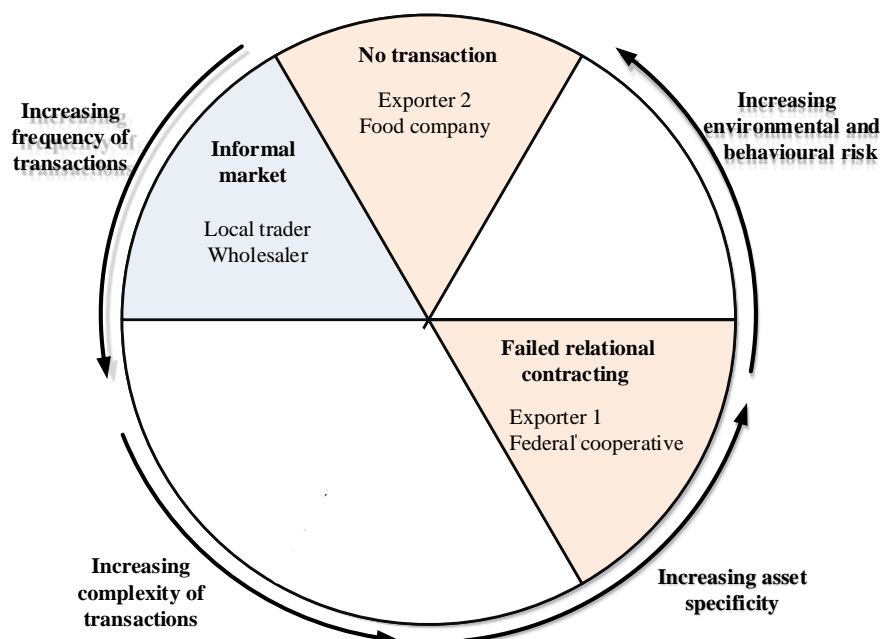 No transaction
Exporter 2
Food company
Increasing
frequency of
transactions
Informal
market
Local trader
Wholesaler
Increasing
environmental and
behavioural risk
Failed relational
contracting
Exporter 1
Federal cooperative
Increasing
complexity of
transactions
Increasing asset
specificity